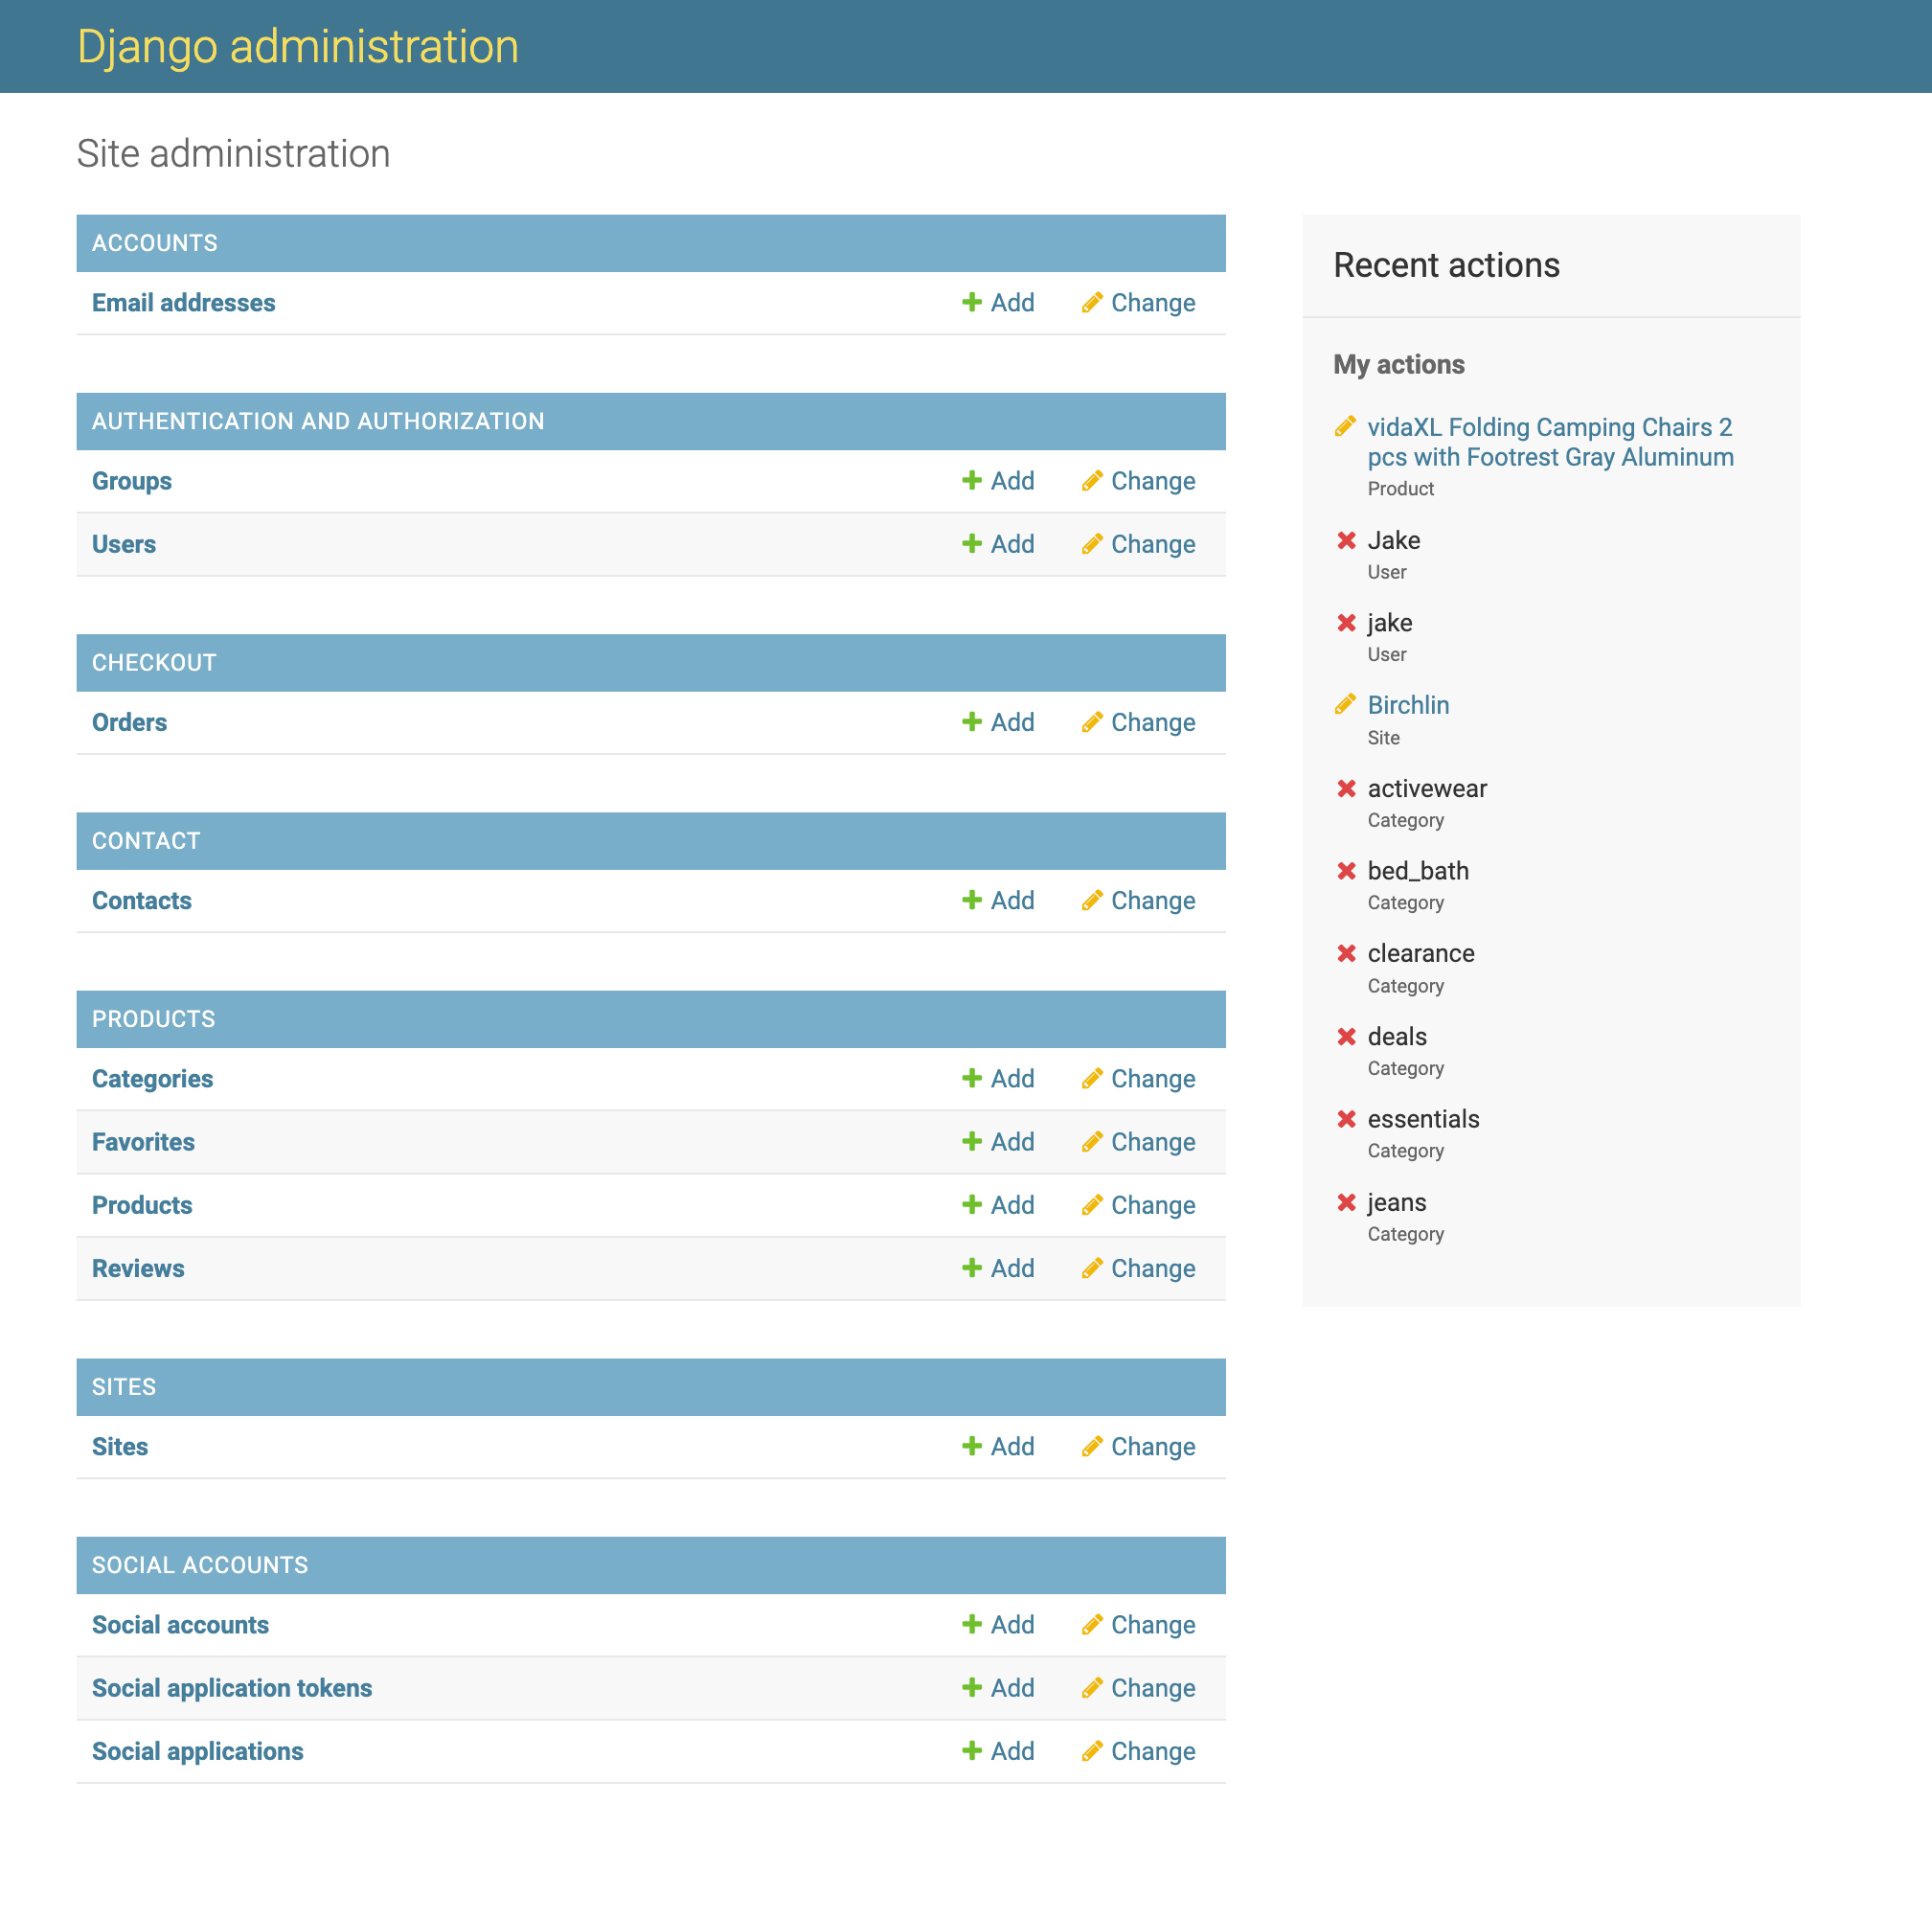 Django administration
Site administration
ACCOUNTS
Email addresses Add Change
AUTHENTICATION AND AUTHORIZATION
Groups Add Change
Users Add Change
CHECKOUT
Orders Add Change
CONTACT
Contacts Add Change
PRODUCTS
Categories Add Change
Favorites Add Change
Products Add Change
Reviews Add Change
SITES
Sites Add Change
SOCIAL ACCOUNTS
Social accounts Add Change
Social application tokens Add Change
Social applications Add Change
Recent actions
My actions
vidaXL Folding Camping Chairs 2
pcs with Footrest Gray Aluminum
Product
Jake
User
jake
User
Birchlin
Site
activewear
Category
bed_bath
Category
clearance
Category
deals
Category
essentials
Category
jeans
Category